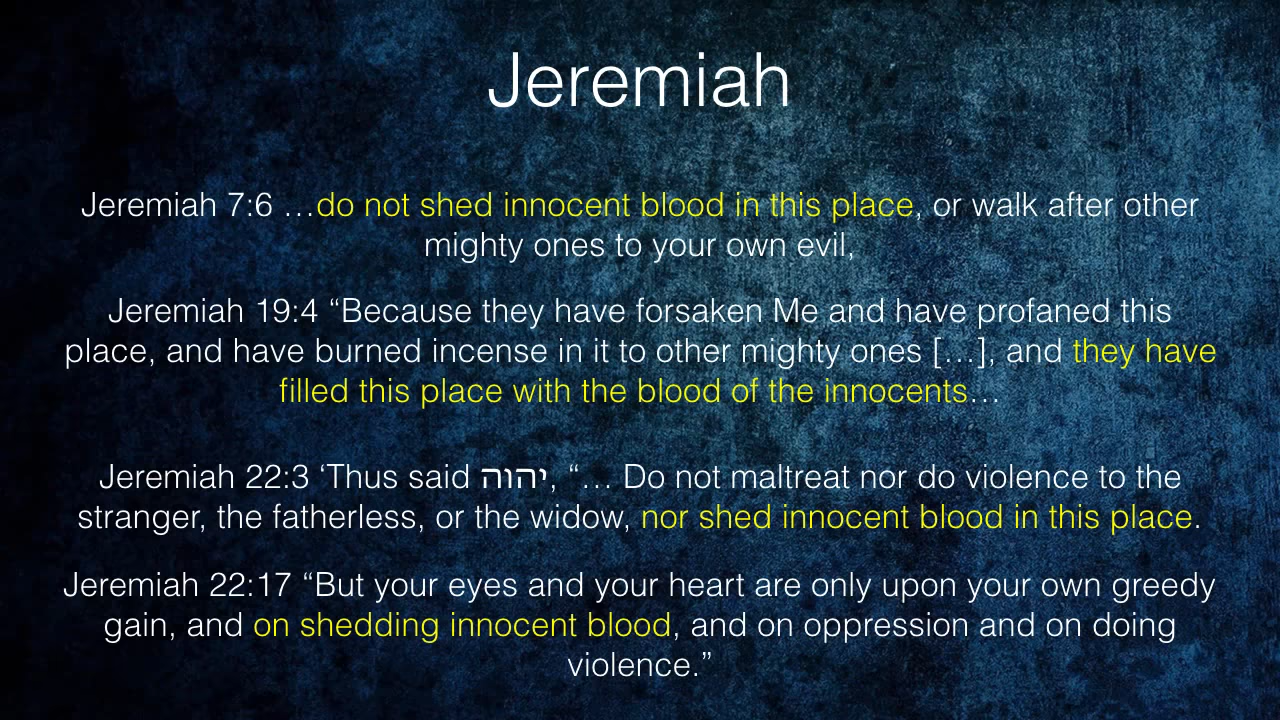 Jeremiah
Jeremiah 7:6 …do not shed innocent blood in this place, or walk after other
mighty ones to your own evil,
Jeremiah 19:4 “Because they have forsaken Me and have profaned this
place, and have burned incense in it to other mighty ones […], and they have
filled this place with the blood of the innocents…
Jeremiah 22:3 ‘Thus said יהוה, “… Do not maltreat nor do violence to the
stranger, the fatherless, or the widow, nor shed innocent blood in this place.
Jeremiah 22:17 “But your eyes and your heart are only upon your own greedy
gain, and on shedding innocent blood, and on oppression and on doing
violence.”